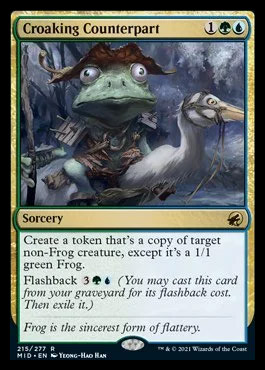 Croaking Counterpart 1
Sorcery
Create a token that's a copy of target
non-Frog creature, except it's a 1/1
green Frog.
Flashback 3 (You may cast this card
from your graveyard for its flashback cost.
Then exile it.)
Frog is the sincerest form of flattery.
215/277 R
MID • EN Yeong-Hao Han
™ & © 2021 Wizards of the Coast